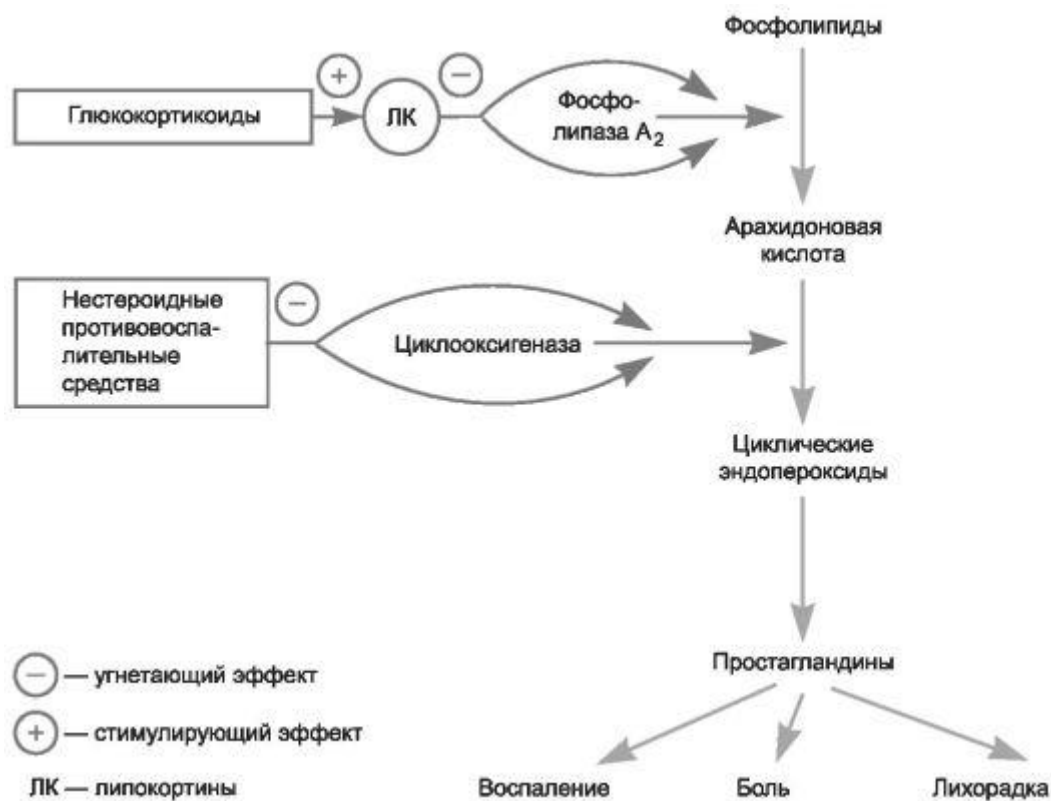 Фосфолипиды
+
−
Глюкокортикоиды
ЛК
Фосфо-
липаза A2
Арахидоновая
кислота
Нестероидные
противовоспа-
лительные
средства
−
Циклооксигеназа
Циклические
эндопероксиды
Простагландины
− — угнетающий эффект
+ — стимулирующий эффект
ЛК — липокортины
Воспаление
Боль
Лихорадка